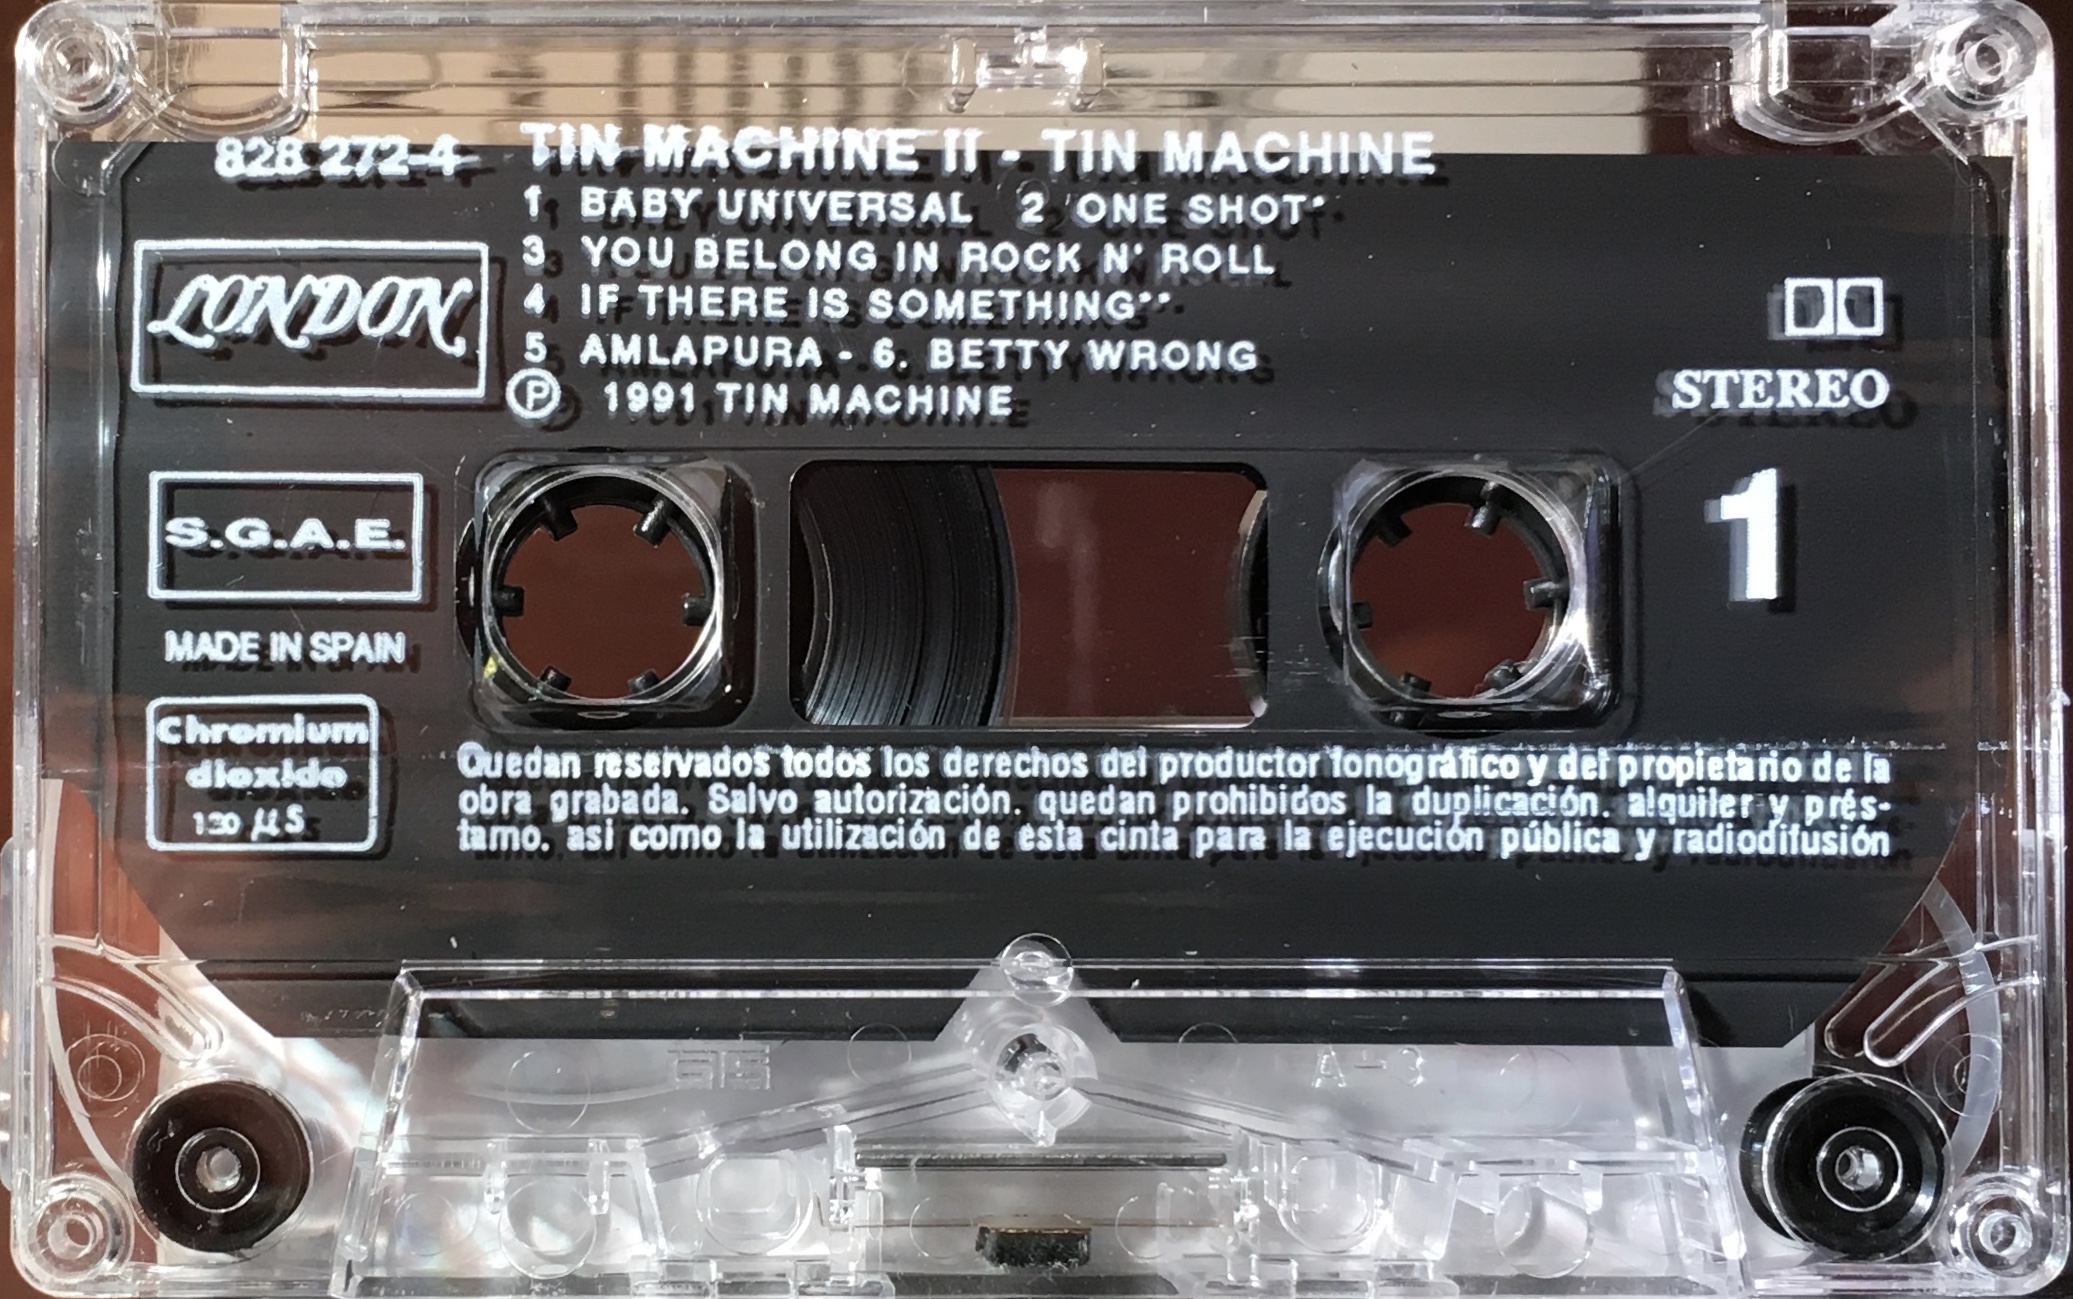 828 272-4 TIN MACHINE II - TIN MACHINE
1 BABY UNIVERSAL 2 ONE SHOT*
3 YOU BELONG IN ROCK N' ROLL
4 IF THERE IS SOMETHING**
5 AMLAPURA - 6. BETTY WRONG
Ⓟ 1991 TIN MACHINE
LONDON
STEREO
1
S.G.A.E.
MADE IN SPAIN
Chromium
dioxide
120 µs
Quedan reservados todos los derechos del productor fonográfico y del propietario de la
obra grabada. Salvo autorización. quedan prohibidos la duplicación. alquiler y prés-
tamo. asi como la utilización de esta cinta para la ejecución pública y radiodifusión
A-3